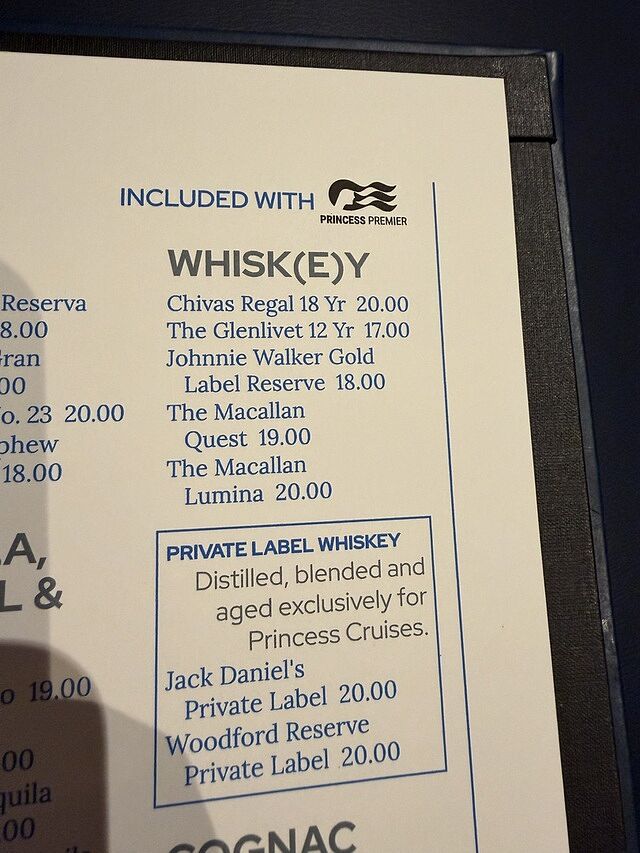 INCLUDED WITH
PRINCESS PREMIER
Reserva
8.00
00
No. 23 20.00
18.00
L &
19.00
00
00
WHISK(E)Y
Chivas Regal 18 Yr 20.00
The Glenlivet 12 Yr 17.00
Johnnie Walker Gold
Label Reserve 18.00
The Macallan
Quest 19.00
The Macallan
Lumina 20.00
PRIVATE LABEL WHISKEY
Distilled, blended and
aged exclusively for
Princess Cruises.
Jack Daniel's
Private Label 20.00
Woodford Reserve
Private Label 20.00
COGNAC